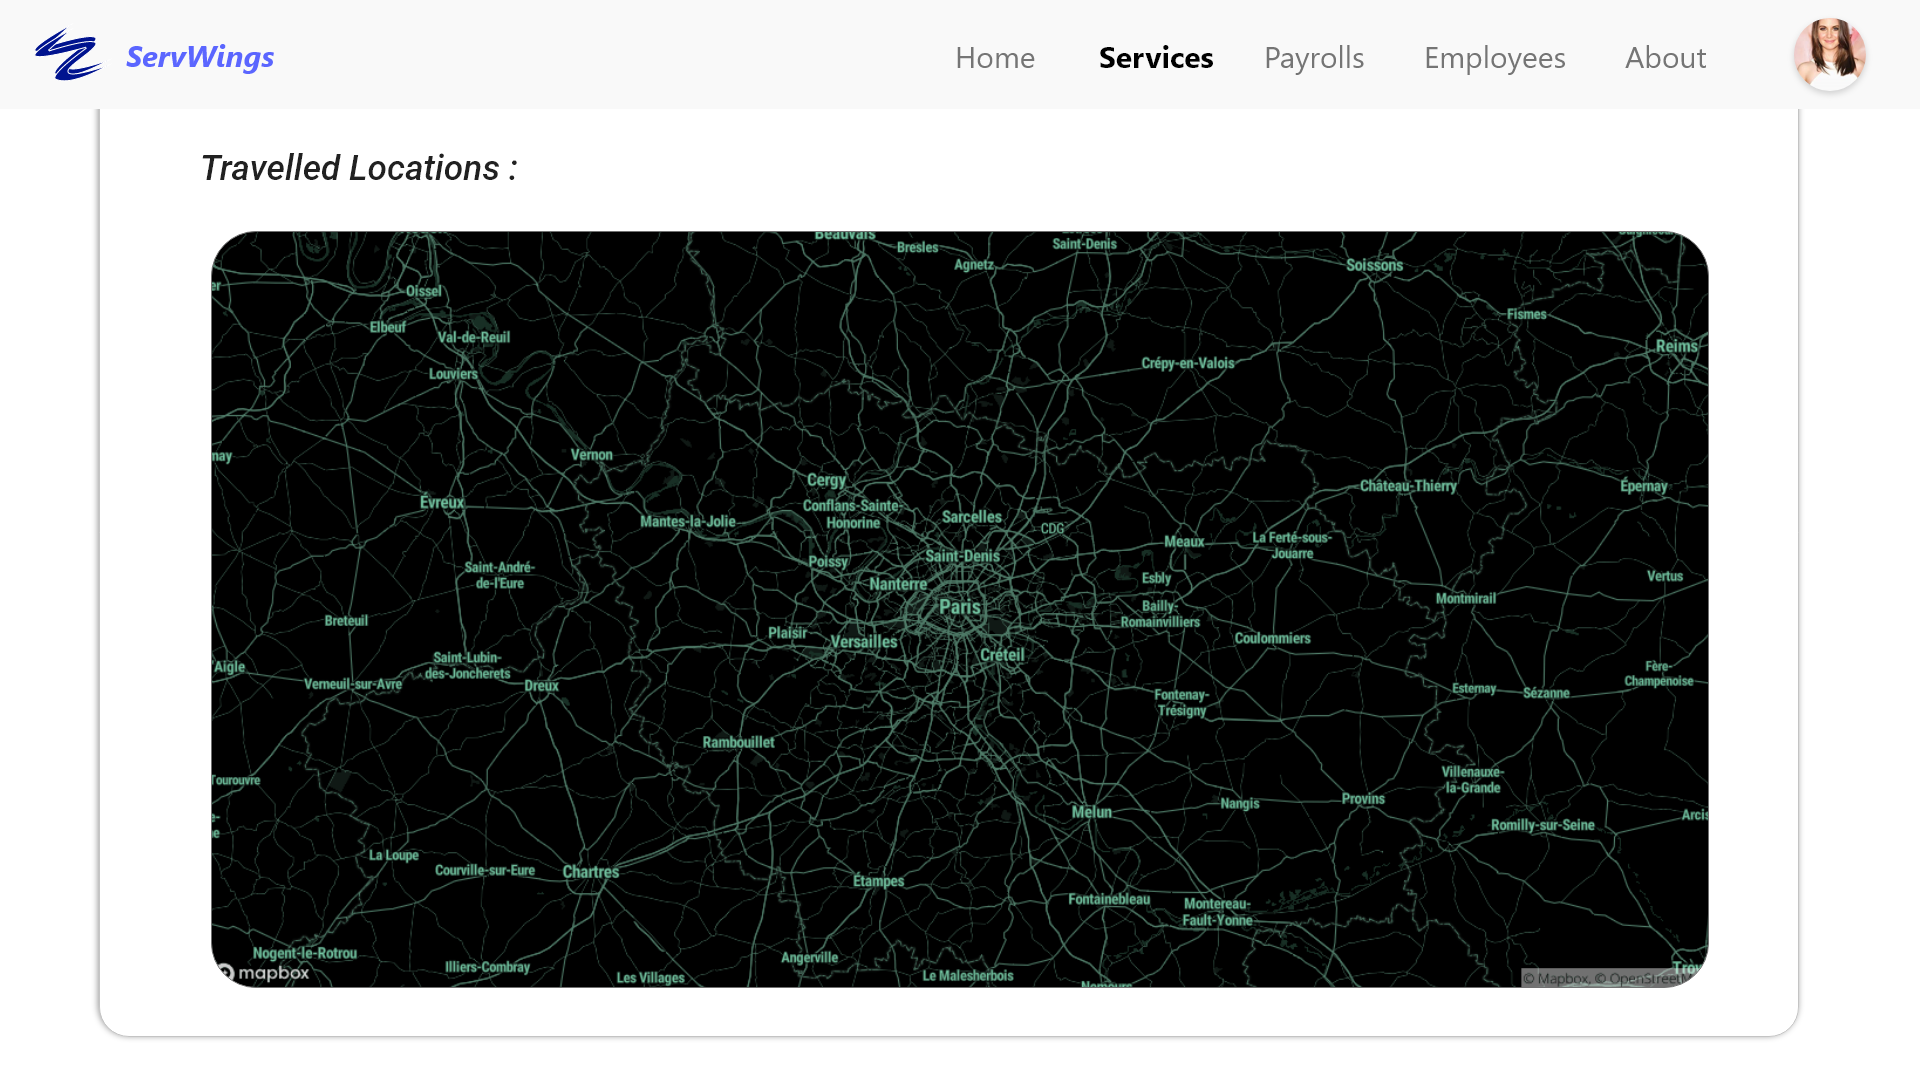 ServWings
Home
Services
Payrolls
Employees
About
Travelled Locations :
Beauvais
Bresles
Saint-Denis
Agnetz
Soissons
Oissel
Fismes
Elbeuf
Val-de-Reuil
Reims
Crépy-en-Valois
Louviers
Vernon
Cergy
Château-Thierry
Épernay
Évreux
Conflans-Sainte-
Honorine
Mantes-la-Jolie
Sarcelles
CDG
Meaux
La Ferté-sous-
Jouarre
Saint-Denis
Poissy
Saint-André-
de-l'Eure
Nanterre
Esbly
Vertus
Montmirail
Paris
Bailly-
Romainvilliers
Breteuil
Plaisir
Versailles
Coulommiers
Créteil
Saint-Lubin-
des-Joncherets
'Aigle
Verneuil-sur-Avre
Dreux
Fère-
Champenoise
Esternay
Sézanne
Fontenay-
Trésigny
Rambouillet
Tourouvre
Villenauxe-
la-Grande
Provins
Nangis
Melun
Romilly-sur-Seine
Arcis
La Loupe
Courville-sur-Eure
Chartres
Étampes
Fontainebleau
Montereau-
Fault-Yonne
Nogent-le-Rotrou
Illiers-Combray
Angerville
Les Villages
Le Malesherbois
Nemours
mapbox
© Mapbox, © OpenStreetM